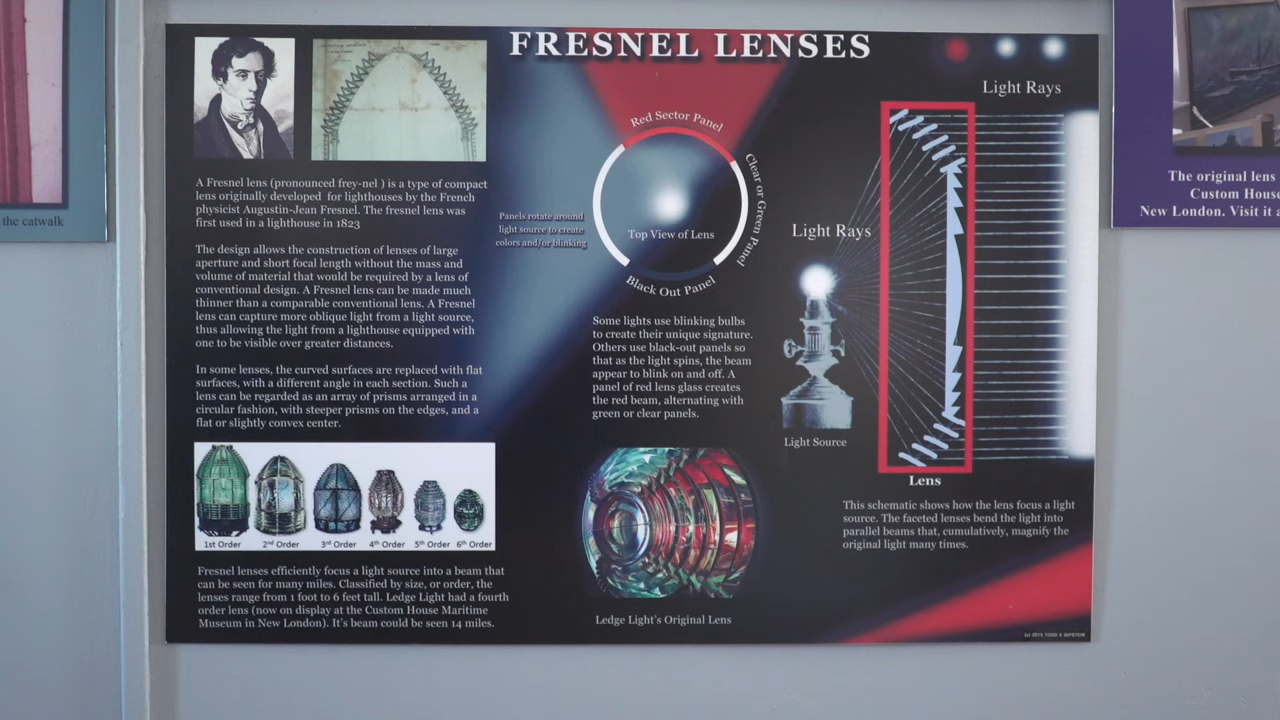 FRESNEL LENSES
A Fresnel lens (pronounced frey-nel ) is a type of compact
lens originally developed for lighthouses by the French
physicist Augustin-Jean Fresnel. The fresnel lens was
first used in a lighthouse in 1823
The design allows the construction of lenses of large
aperture and short focal length without the mass and
volume of material that would be required by a lens of
conventional design. A Fresnel lens can be made much
thinner than a comparable conventional lens. A Fresnel
lens can capture more oblique light from a light source,
thus allowing the light from a lighthouse equipped with
one to be visible over greater distances.
In some lenses, the curved surfaces are replaced with flat
surfaces, with a different angle in each section. Such a
lens can be regarded as an array of prisms arranged in a
circular fashion, with steeper prisms on the edges, and a
flat or slightly convex center.
1st Order
2nd Order
3rd Order
4th Order
5th Order
6th Order
Fresnel lenses efficiently focus a light source into a beam that
can be seen for many miles. Classified by size, or order, the
lenses range from 1 foot to 6 feet tall. Ledge Light had a fourth
order lens (now on display at the Custom House Maritime
Museum in New London). It's beam could be seen 14 miles.
Red Sector Panel
Clear or Green Panel
Panels rotate around
light source to create
colors and/or blinking
Top View of Lens
Black Out Panel
Some lights use blinking bulbs
to create their unique signature.
Others use black-out panels so
that as the light spins, the beam
appear to blink on and off. A
panel of red lens glass creates
the red beam, alternating with
green or clear panels.
Ledge Light's Original Lens
Light Rays
Light Rays
Light Source
Lens
This schematic shows how the lens focus a light
source. The faceted lenses bend the light into
parallel beams that, cumulatively, magnify the
original light many times.
(c) 2015 TODD A GIPSTEIN
the catwalk
The original lens
Custom House
New London. Visit it